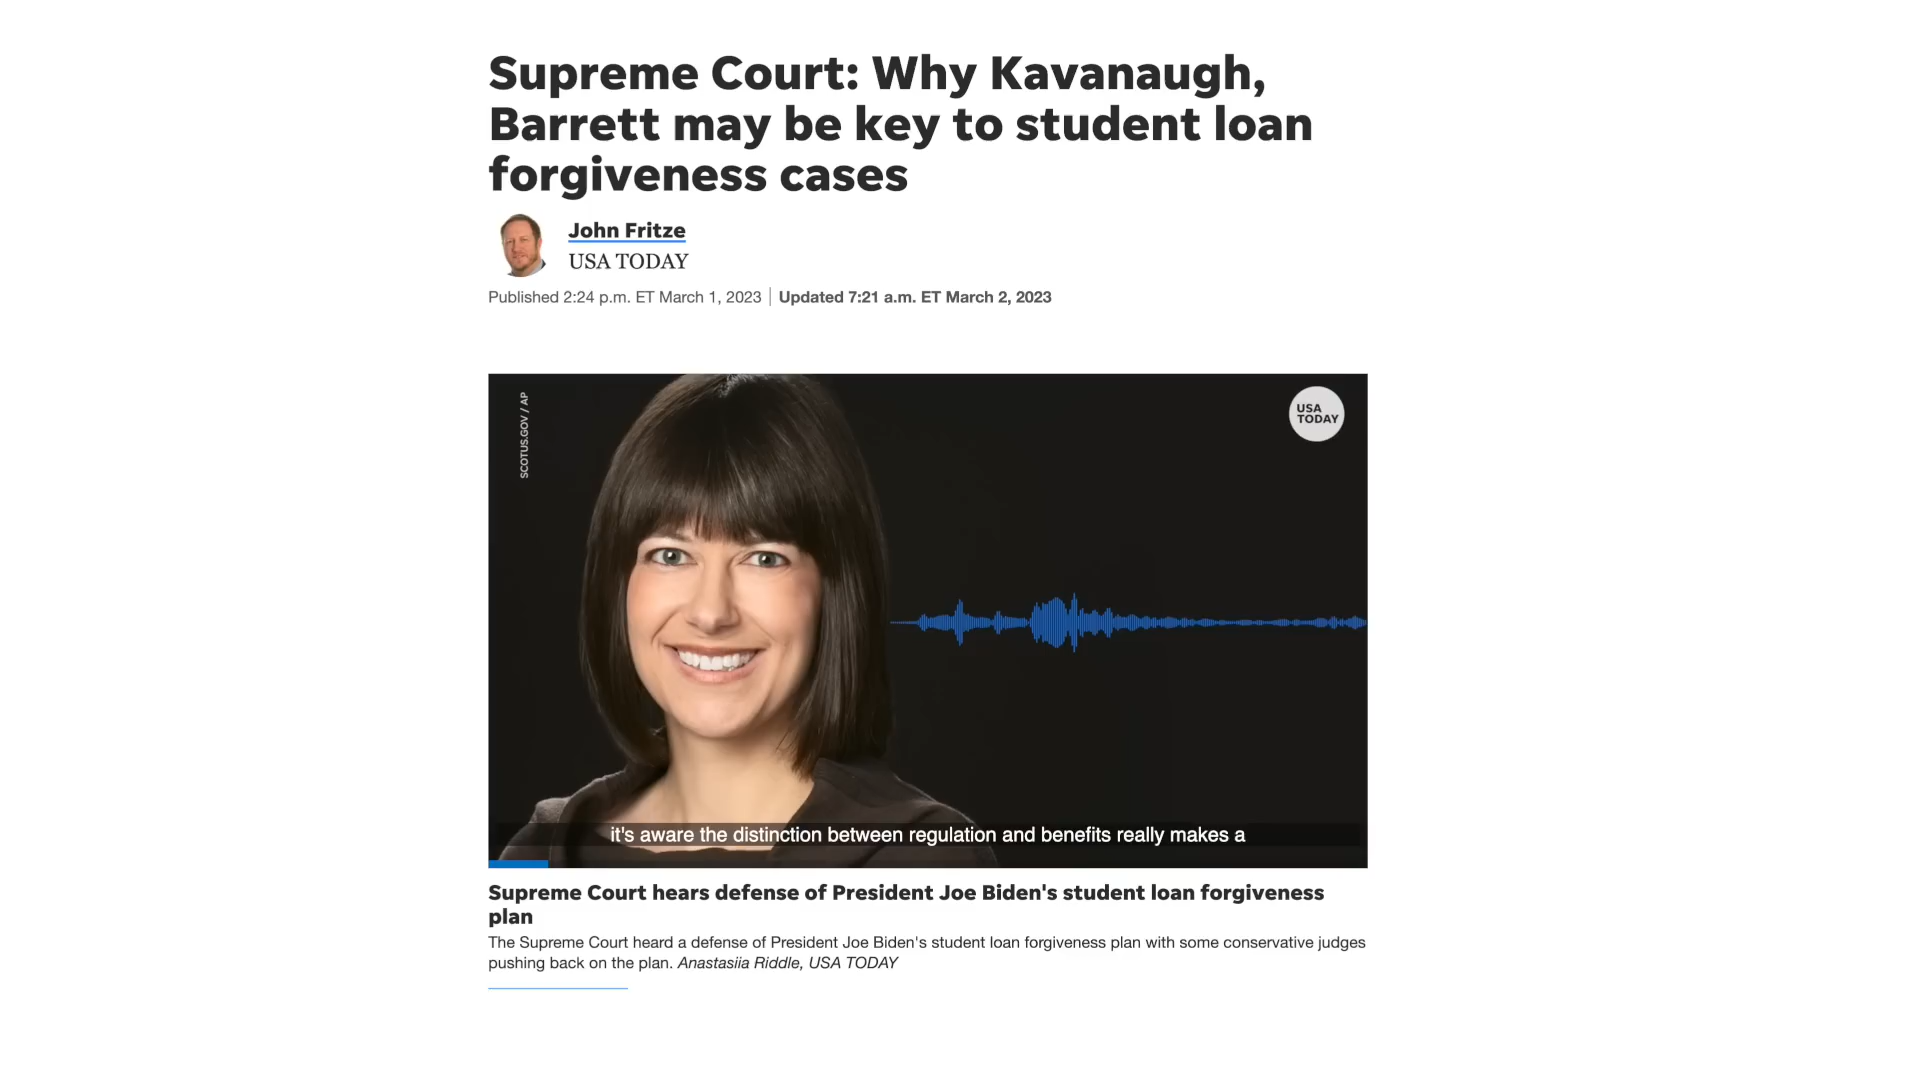 Supreme Court: Why Kavanaugh,
Barrett may be key to student loan
forgiveness cases
John Fritze
USA TODAY
Published 2:24 p.m. ET March 1, 2023 | Updated 7:21 a.m. ET March 2, 2023
SCOTUS.GOV / AP
USA
TODAY
it's aware the distinction between regulation and benefits really makes a
Supreme Court hears defense of President Joe Biden's student loan forgiveness
plan
The Supreme Court heard a defense of President Joe Biden's student loan forgiveness plan with some conservative judges
pushing back on the plan. Anastasiia Riddle, USA TODAY